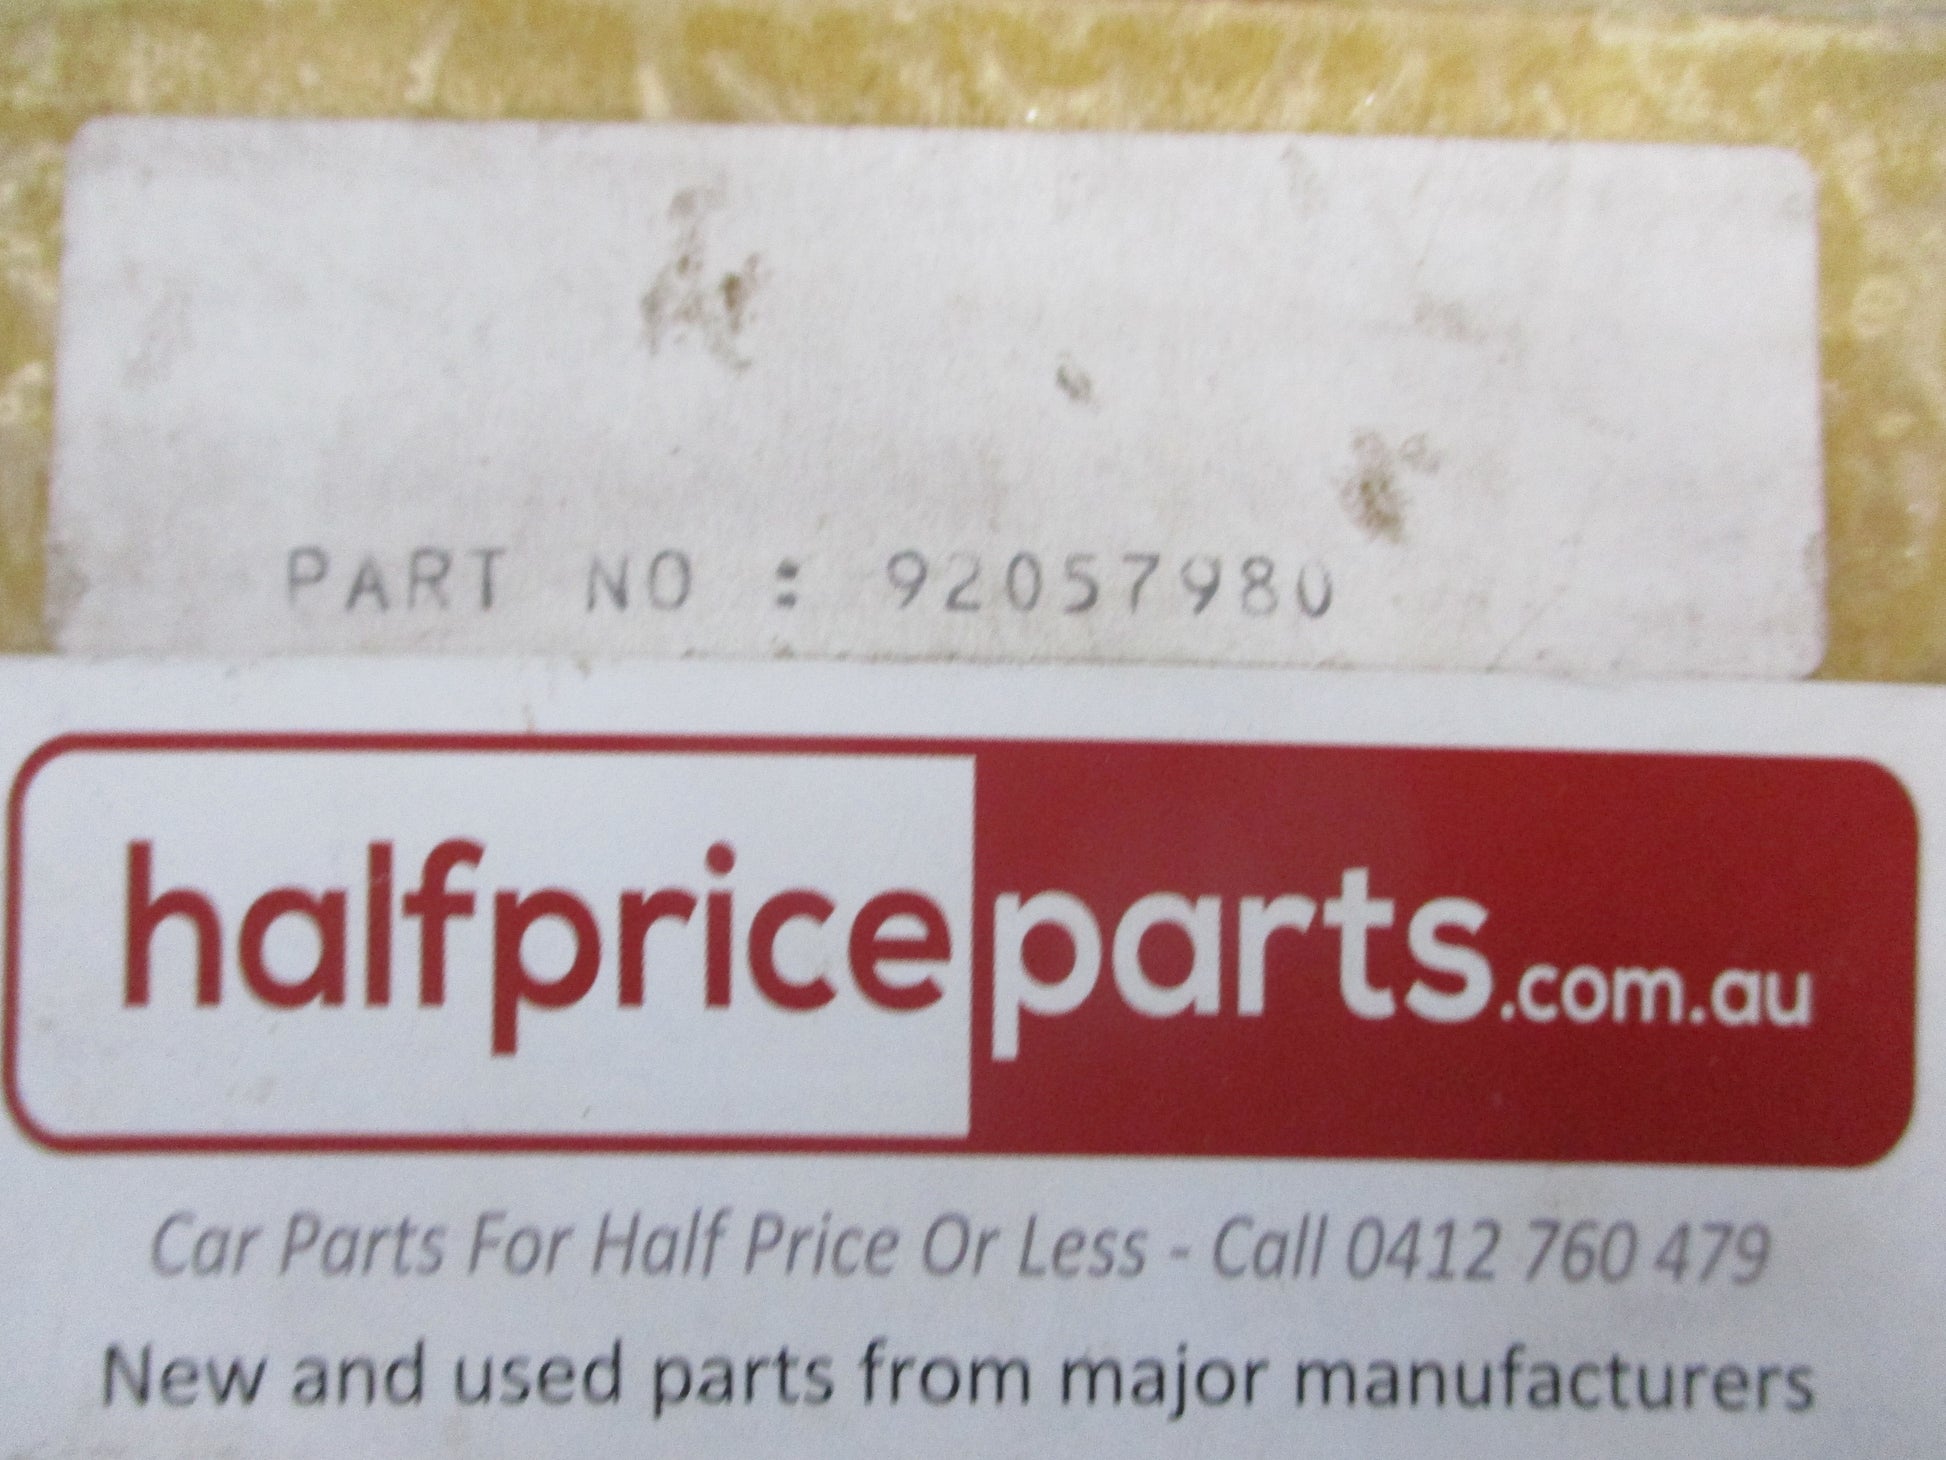 PART NO : 92057980
halfpriceparts.com.au
Car Parts For Half Price Or Less - Call 0412 760 479
New and used parts from major manufacturers